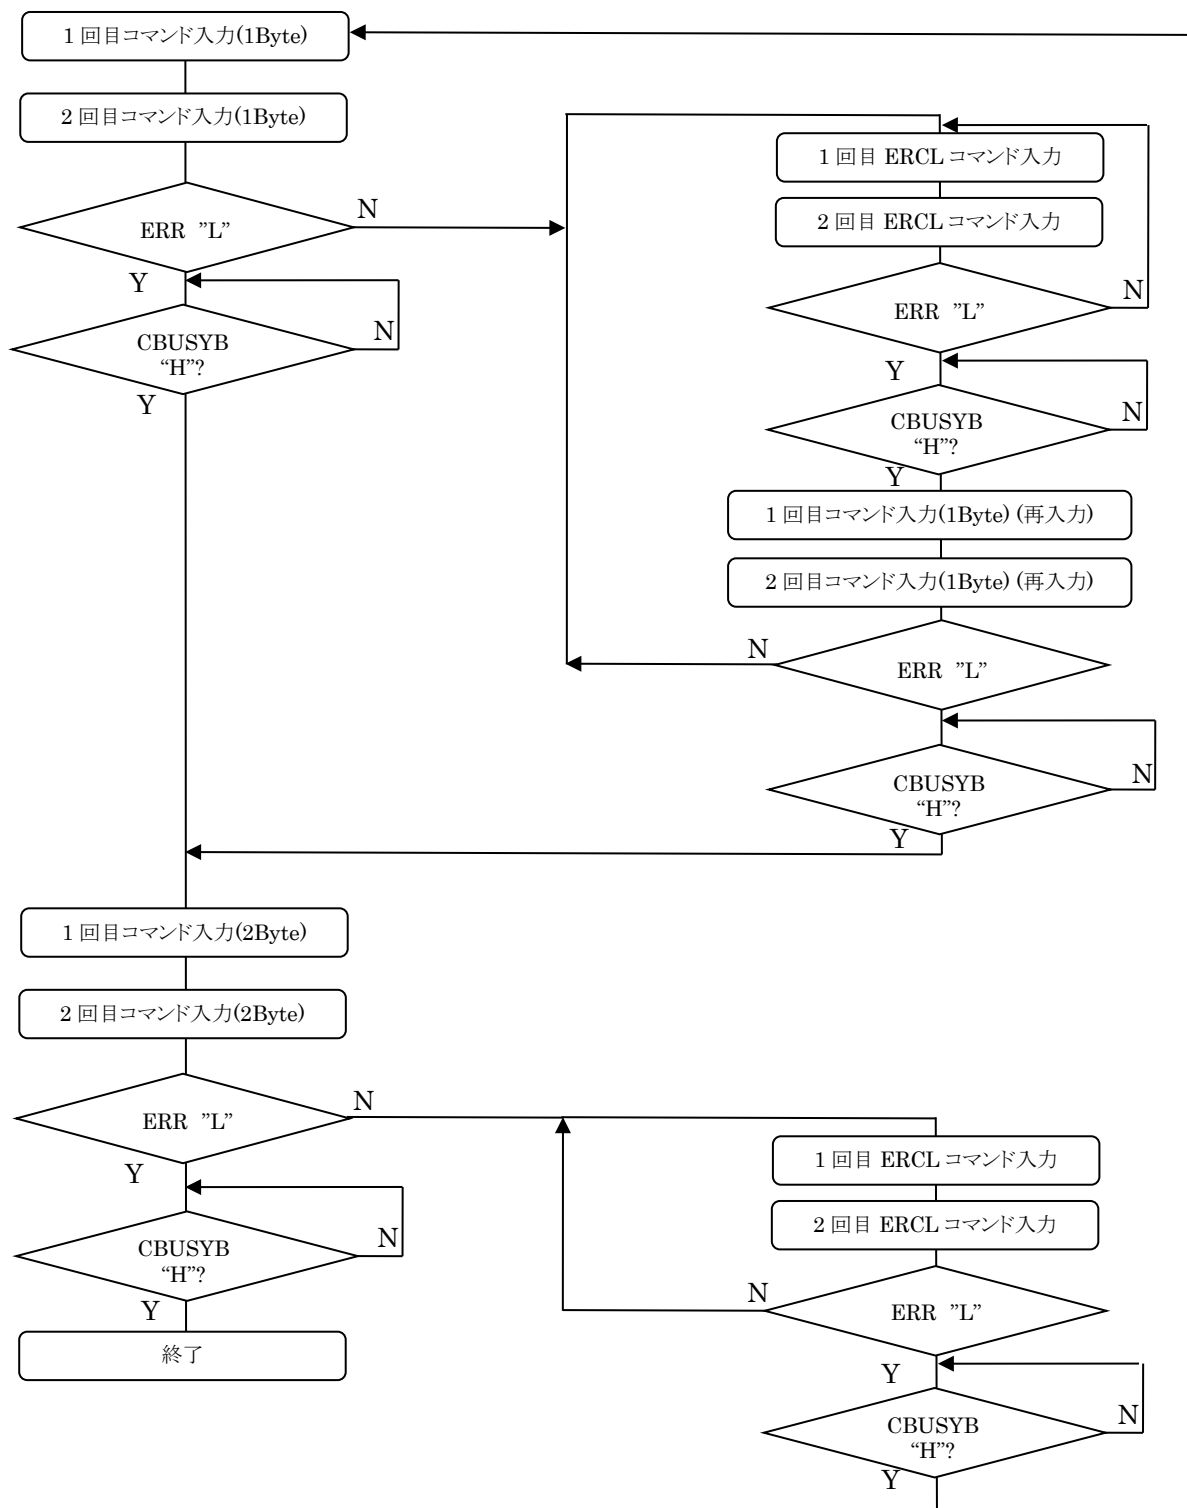 1 回目コマンド入力(1Byte)
2 回目コマンド入力(1Byte)
ERR ”L”
N
Y
CBUSYB
“H”?
N
Y
1 回目 ERCL コマンド入力
2 回目 ERCL コマンド入力
ERR ”L”
N
Y
CBUSYB
“H”?
N
Y
1 回目コマンド入力(1Byte) (再入力)
2 回目コマンド入力(1Byte) (再入力)
N
ERR ”L”
CBUSYB
“H”?
N
Y
1 回目コマンド入力(2Byte)
2 回目コマンド入力(2Byte)
ERR ”L”
N
Y
CBUSYB
“H”?
N
Y
終了
1 回目 ERCL コマンド入力
2 回目 ERCL コマンド入力
N
ERR ”L”
Y
CBUSYB
“H”?
N
Y